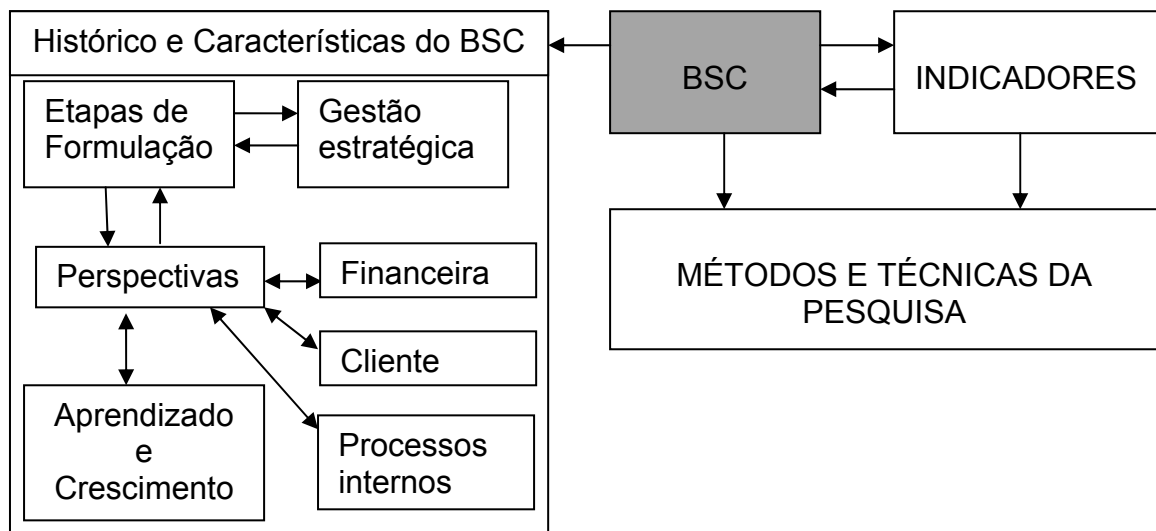 Histórico e Características do BSC
Etapas de
Formulação
Gestão
estratégica
Perspectivas
Financeira
Cliente
Aprendizado
e
Crescimento
Processos
internos
BSC
INDICADORES
MÉTODOS E TÉCNICAS DA
PESQUISA